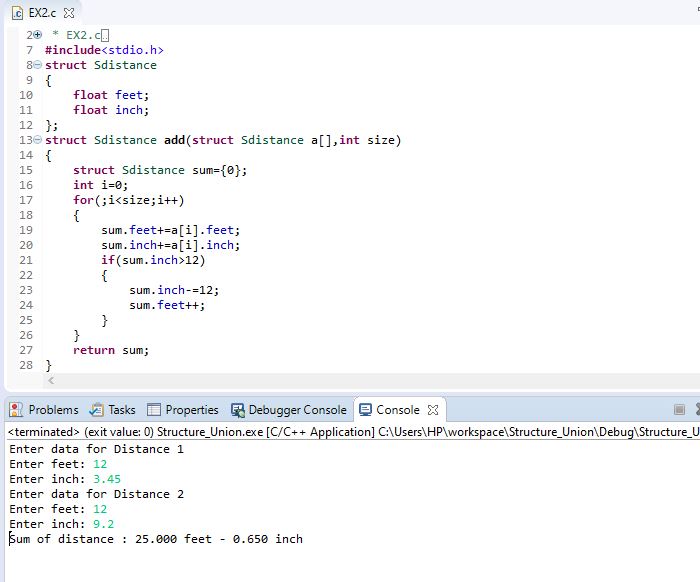 EX2.c
2 * EX2.c
7 #include<stdio.h>
8 struct Sdistance
9 {
10     float feet;
11     float inch;
12 };
13 struct Sdistance add(struct Sdistance a[],int size)
14 {
15     struct Sdistance sum={0};
16     int i=0;
17     for(;i<size;i++)
18     {
19         sum.feet+=a[i].feet;
20         sum.inch+=a[i].inch;
21         if(sum.inch>12)
22         {
23             sum.inch-=12;
24             sum.feet++;
25         }
26     }
27     return sum;
28 }
Problems Tasks Properties Debugger Console Console
<terminated> (exit value: 0) Structure_Union.exe [C/C++ Application] C:\Users\HP\workspace\Structure_Union\Debug\Structure_U
Enter data for Distance 1
Enter feet: 12
Enter inch: 3.45
Enter data for Distance 2
Enter feet: 12
Enter inch: 9.2
Sum of distance : 25.000 feet - 0.650 inch